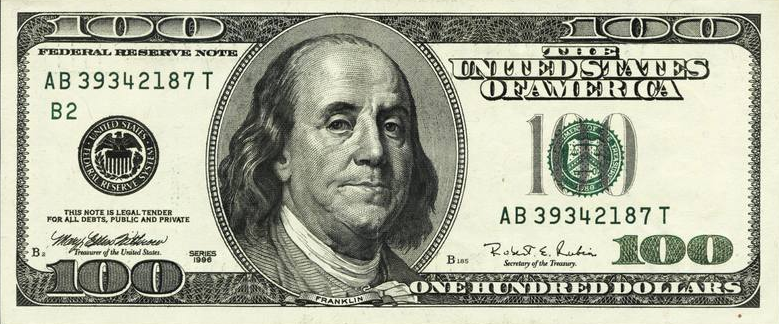 100 100
FEDERAL RESERVE NOTE
THE
UNITED STATES
OF AMERICA
AB 39342187 T
B2
UNITED STATES
FEDERAL RESERVE SYSTEM
100
1789
THIS NOTE IS LEGAL TENDER
FOR ALL DEBTS, PUBLIC AND PRIVATE
AB 39342187 T
Mary Ellen Withrow
Treasurer of the United States.
SERIES
1996
B2
B185
Robert E. Rubin
Secretary of the Treasury.
100
100
FRANKLIN
ONE HUNDRED DOLLARS